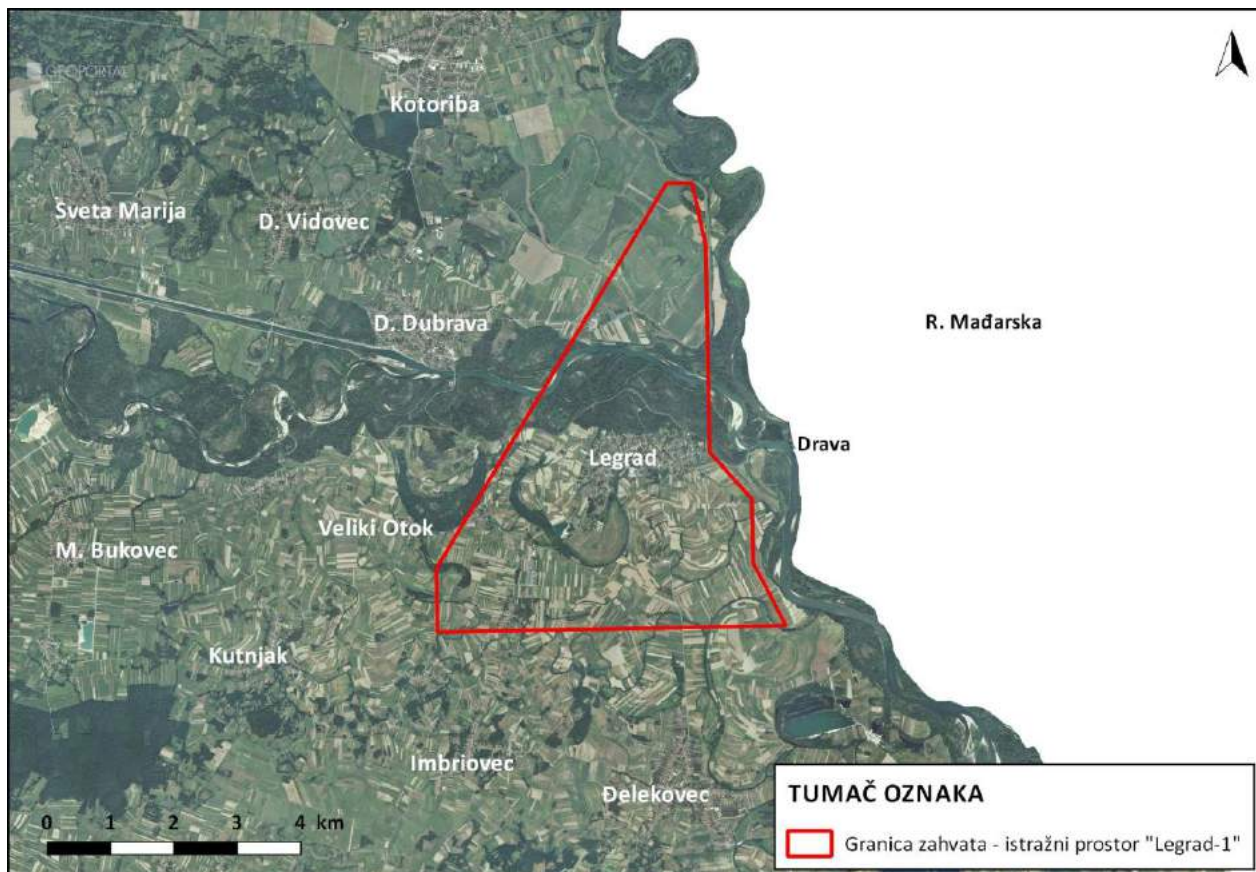 GEOPORTAL
Kotoriba
Sveta Marija
D. Vidovec
D. Dubrava
R. Mađarska
Legrad
Drava
Veliki Otok
M. Bukovec
Kutnjak
Imbriovec
Đelekovec
0 1 2 3 4 km
TUMAČ OZNAKA
Granica zahvata - istražni prostor "Legrad-1"